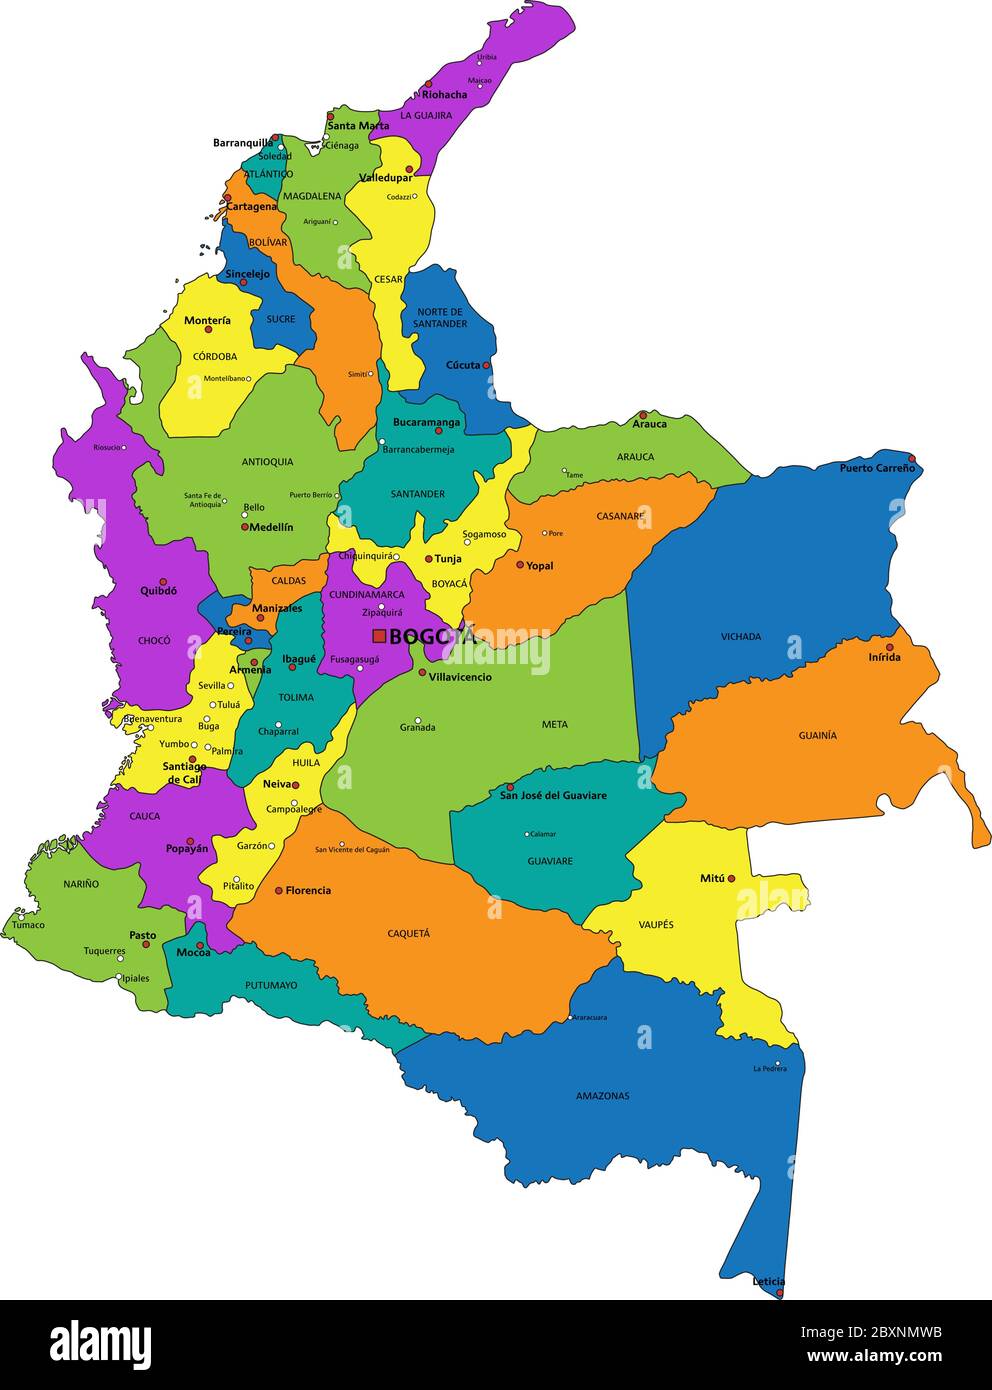 Uribia
Maicao
Riohacha
LA GUAJIRA
Santa Marta
Barranquilla
Ciénaga
Soledad
ATLÁNTICO
Valledupar
MAGDALENA
Codazzi
Cartagena
Ariguaní
BOLÍVAR
Sincelejo
CESAR
NORTE DE
SANTANDER
Montería
SUCRE
CÓRDOBA
Cúcuta
Montelíbano
Simití
Bucaramanga
Arauca
Riosucio
Barrancabermeja
ARAUCA
ANTIOQUIA
Puerto Carreño
Tame
Santa Fe de
Antioquia
Puerto Berrío
SANTANDER
Bello
Medellín
CASANARE
Sogamoso
Pore
Chiquinquirá
Tunja
Yopal
CALDAS
BOYACÁ
Quibdó
CUNDINAMARCA
Manizales
Zipaquirá
Pereira
CHOCÓ
BOGOTÁ
VICHADA
Ibagué
Fusagasugá
Inírida
Armenia
Villavicencio
Sevilla
TOLIMA
Tuluá
Buenaventura
Buga
Chaparral
Granada
META
GUAINÍA
Yumbo
Palmira
HUILA
Santiago
de Cali
Neiva
San José del Guaviare
Campoalegre
CAUCA
Calamar
Popayán
Garzón
San Vicente del Caguán
GUAVIARE
NARIÑO
Pitalito
Florencia
Mitú
Tumaco
Pasto
CAQUETÁ
VAUPÉS
Tuquerres
Mocoa
Ipiales
PUTUMAYO
Araracuara
La Pedrera
AMAZONAS
Leticia
alamy
Image ID: 2BXNMWB
www.alamy.com